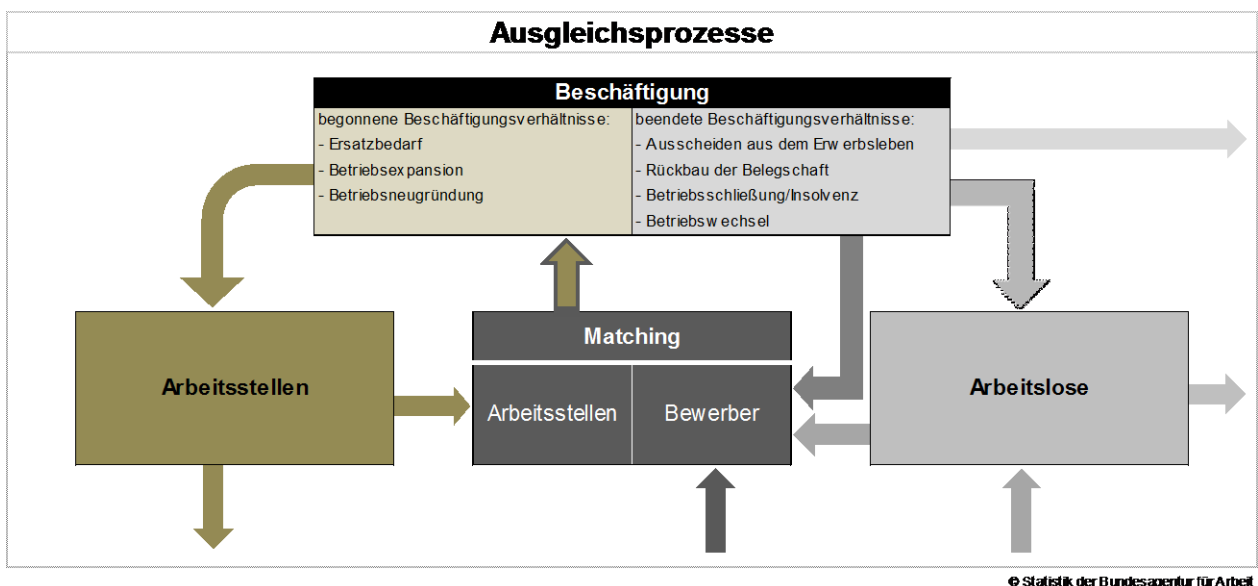 Ausgleichsprozesse
Beschäftigung
begonnene Beschäftigungsverhältnisse:
- Ersatzbedarf
- Betriebsexpansion
- Betriebsneugründung
beendete Beschäftigungsverhältnisse:
- Ausscheiden aus dem Erwerbsleben
- Rückbau der Belegschaft
- Betriebsschließung/Insolvenz
- Betriebswechsel
Arbeitsstellen
Matching
Arbeitsstellen
Bewerber
Arbeitslose
© Statistik der Bundesagentur für Arbeit